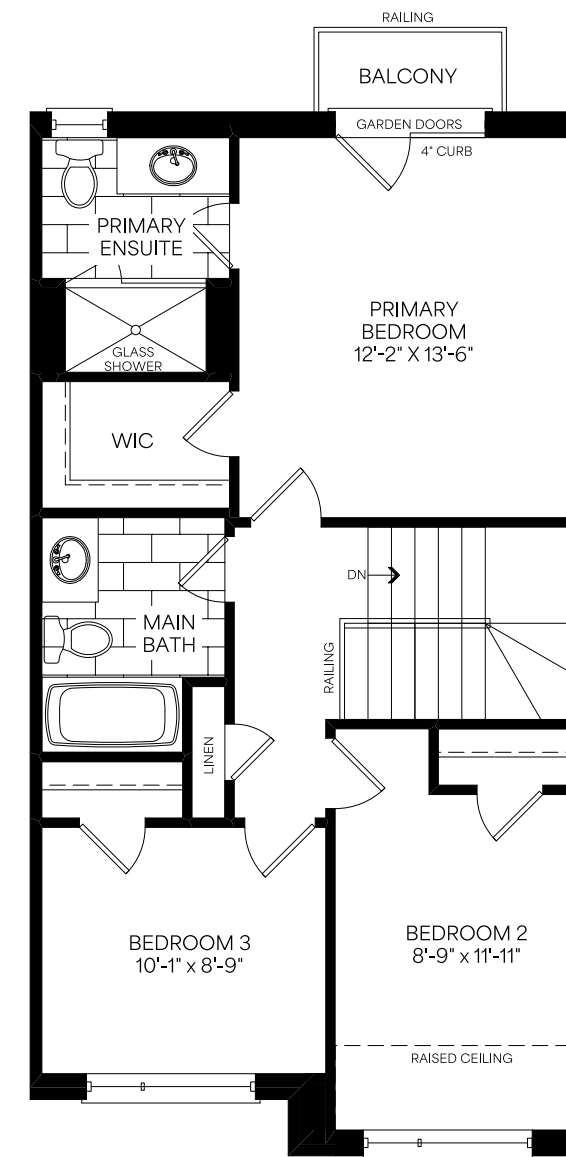 RAILING
BALCONY
GARDEN DOORS
4" CURB
PRIMARY
ENSUITE
PRIMARY
BEDROOM
12'-2" X 13'-6"
GLASS
SHOWER
WIC
DN
MAIN
BATH
RAILING
LINEN
BEDROOM 3
10'-1" x 8'-9"
BEDROOM 2
8'-9" x 11'-11"
RAISED CEILING